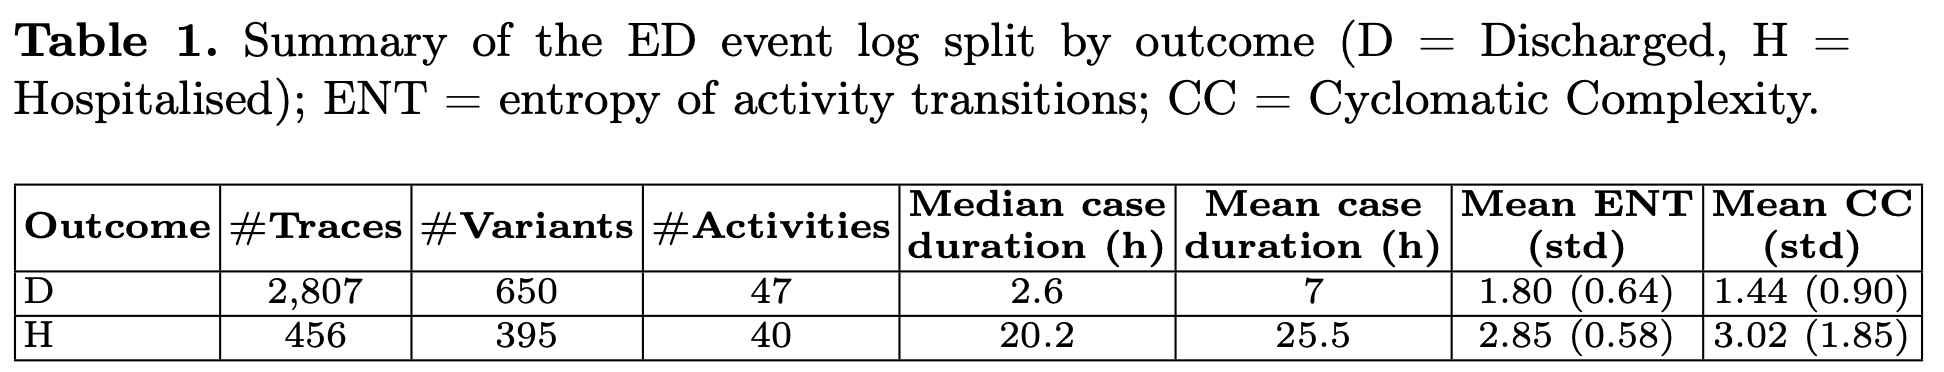 Table 1. Summary of the ED event log split by outcome (D = Discharged, H =
Hospitalised); ENT = entropy of activity transitions; CC = Cyclomatic Complexity.
Outcome #Traces #Variants #Activities Median case duration (h) Mean case duration (h) Mean ENT (std) Mean CC (std)
D 2,807 650 47 2.6 7 1.80 (0.64) 1.44 (0.90)
H 456 395 40 20.2 25.5 2.85 (0.58) 3.02 (1.85)